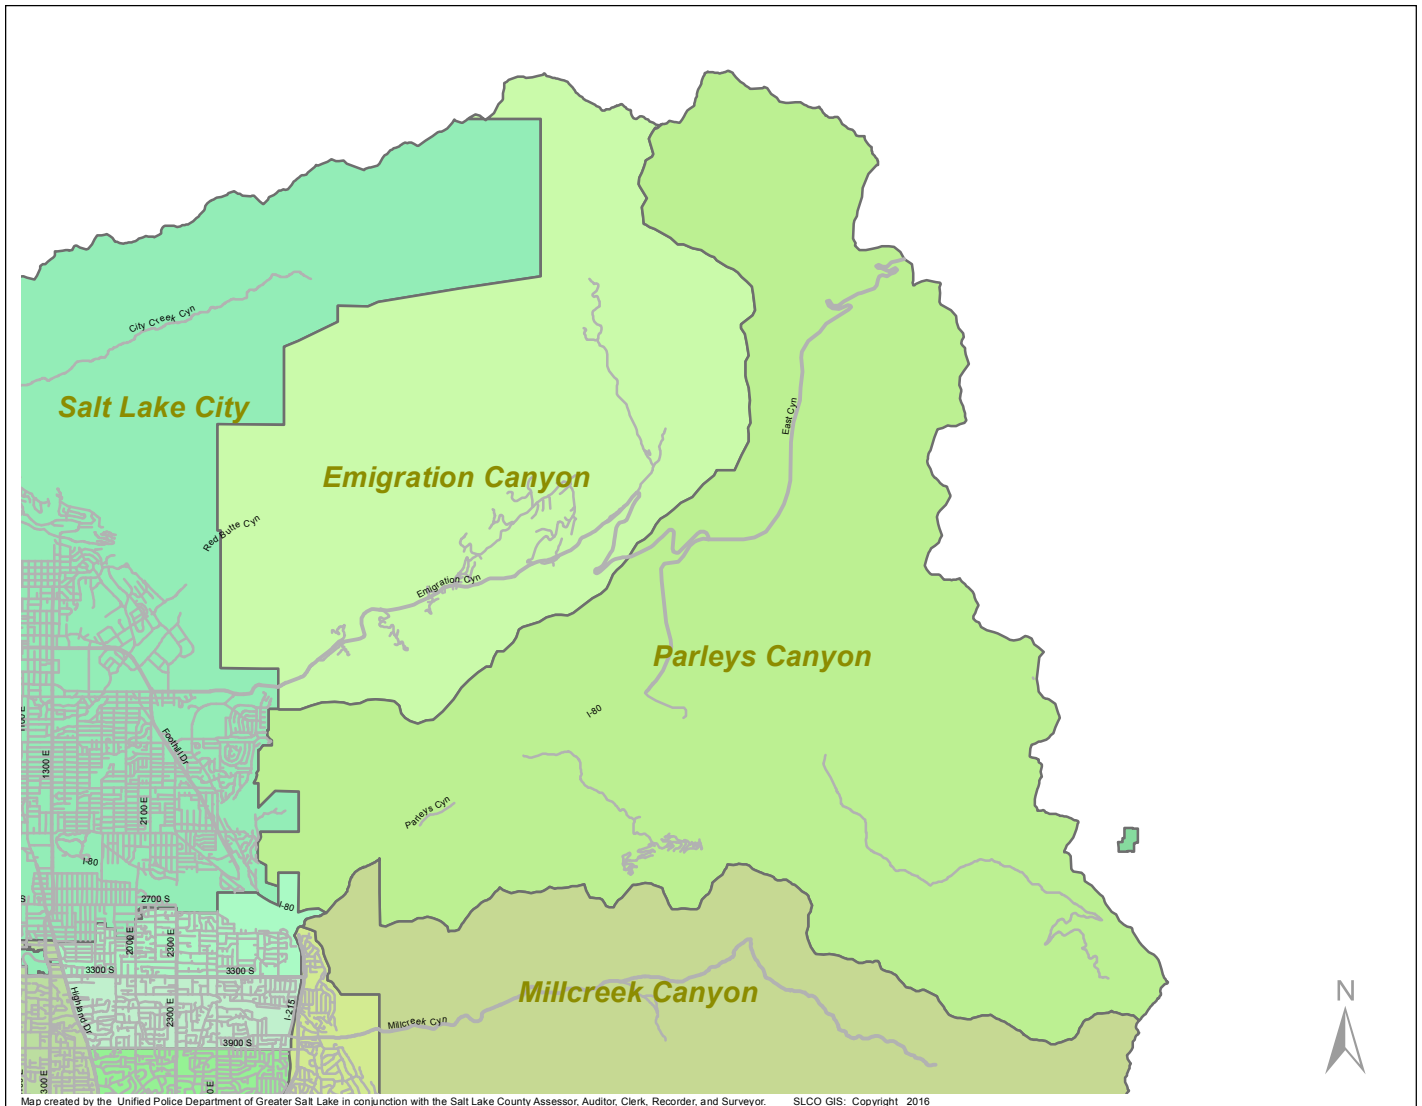 City Creek Cyn
Salt Lake City
East Cyn
Emigration Canyon
Red Butte Cyn
Emigration Cyn
Parleys Canyon
I-80
Foothill Dr
1300 E
2100 E
Parleys Cyn
I-80
2700 S
S
I-80
2000 E
2300 E
3300 S
3300 S
Millcreek Canyon
N
Highland Dr
2300 E
I-215
Millcreek Cyn
3900 S
300 E
E
Map created by the Unified Police Department of Greater Salt Lake in conjunction with the Salt Lake County Assessor, Auditor, Clerk, Recorder, and Surveyor. SLCO GIS: Copyright 2016